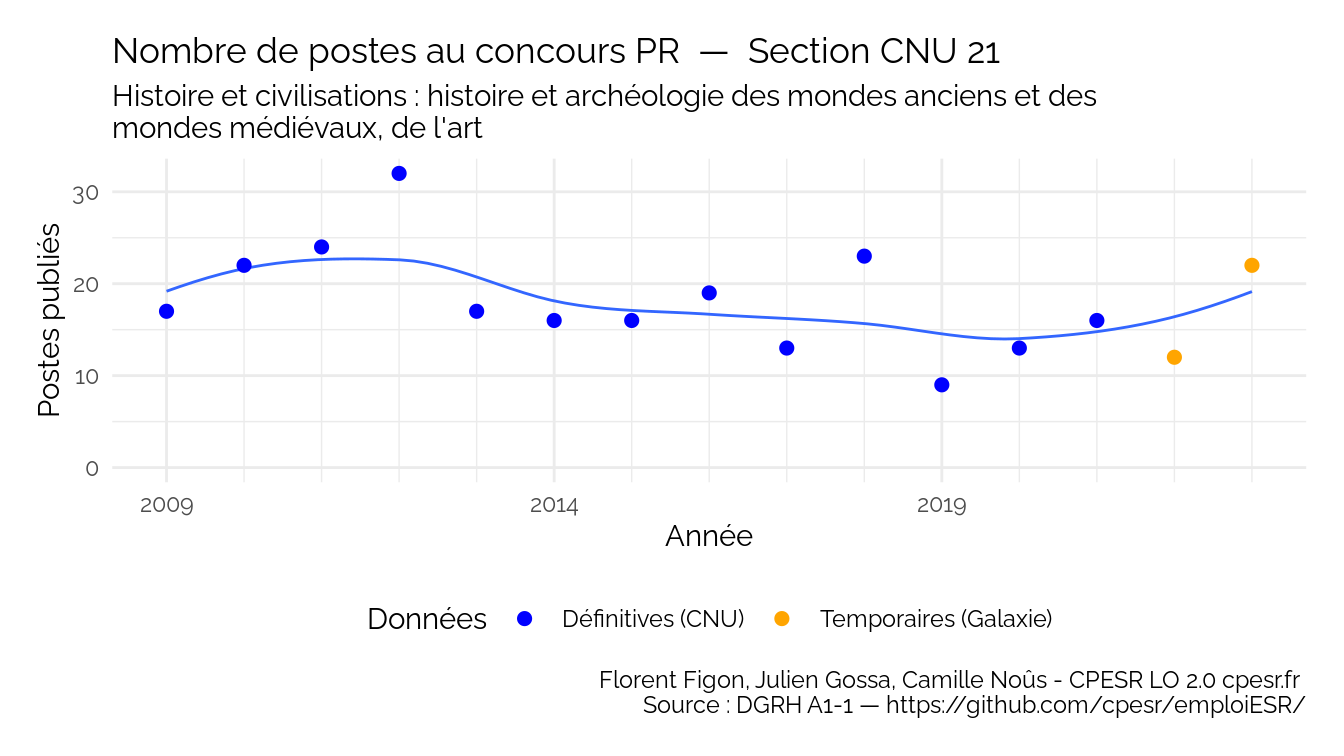 Nombre de postes au concours PR — Section CNU 21
Histoire et civilisations : histoire et archéologie des mondes anciens et des
mondes médiévaux, de l'art
Postes publiés
30
20
10
0
2009
2014
2019
Année
Données
Définitives (CNU)
Temporaires (Galaxie)
Florent Figon, Julien Gossa, Camille Noûs - CPESR LO 2.0 cpesr.fr
Source : DGRH A1-1 — https://github.com/cpesr/emploiESR/